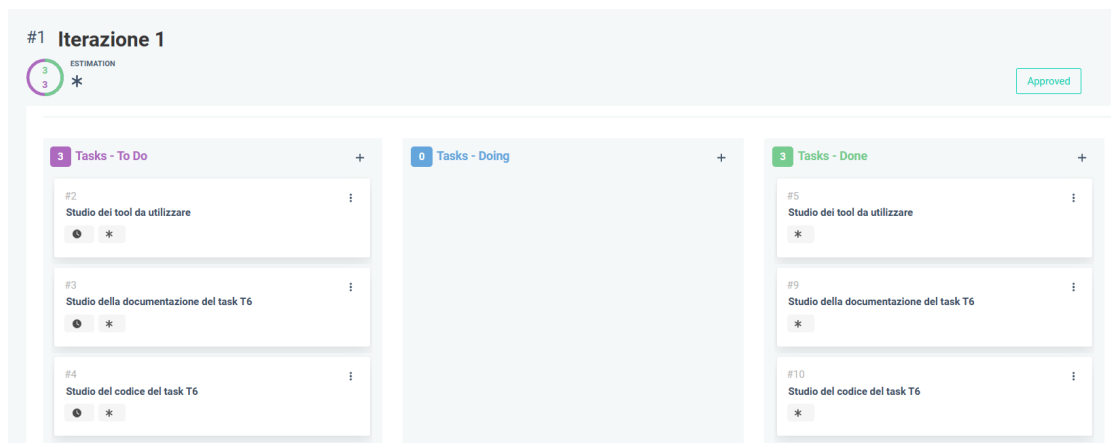 #1 Iterazione 1
ESTIMATION
3
3
Approved
3 Tasks - To Do +
#2
Studio dei tool da utilizzare
#3
Studio della documentazione del task T6
#4
Studio del codice del task T6
0 Tasks - Doing +
3 Tasks - Done +
#5
Studio dei tool da utilizzare
#9
Studio della documentazione del task T6
#10
Studio del codice del task T6